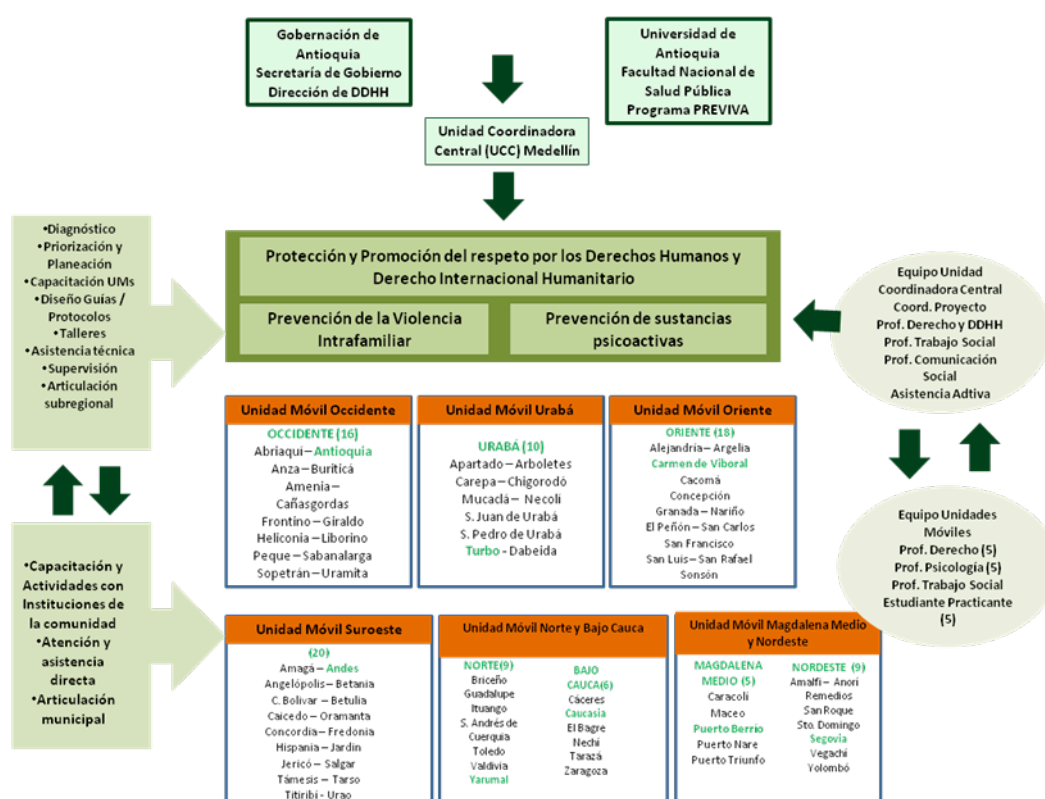 Gobernación de
Antioquia
Secretaría de Gobierno
Dirección de DDHH
Universidad de
Antioquia
Facultad Nacional de
Salud Pública
Programa PREVIVA
Unidad Coordinadora
Central (UCC) Medellín
•Diagnóstico
•Priorización y
Planeación
•Capacitación UMs
•Diseño Guías /
Protocolos
•Talleres
•Asistencia técnica
•Supervisión
•Articulación
subregional
Protección y Promoción del respeto por los Derechos Humanos y
Derecho Internacional Humanitario
Prevención de la Violencia
Intrafamiliar
Prevención de sustancias
psicoactivas
Equipo Unidad
Coordinadora Central
Coord. Proyecto
Prof. Derecho y DDHH
Prof. Trabajo Social
Prof. Comunicación
Social
Asistencia Adtiva
Unidad Móvil Occidente
OCCIDENTE (16)
Abriaquí – Antioquia
Anza – Buriticá
Amenia –
Cañasgordas
Frontino – Giraldo
Heliconia – Liborino
Peque – Sabanalarga
Sopetrán – Uramita
Unidad Móvil Urabá
URABÁ (10)
Apartado – Arboletes
Carepa – Chigorodó
Mucaclá – Necoli
S. Juan de Urabá
S. Pedro de Urabá
Turbo - Dabeida
Unidad Móvil Oriente
ORIENTE (18)
Alejandria – Argelia
Carmen de Viboral
Cacomá
Concepción
Granada – Nariño
El Peñón – San Carlos
San Francisco
San Luis – San Rafael
Sonsón
•Capacitación y
Actividades con
Instituciones de
la comunidad
•Atención y
asistencia
directa
•Articulación
municipal
Equipo Unidades
Móviles
Prof. Derecho (5)
Prof. Psicología (5)
Prof. Trabajo Social
Estudiante Practicante
(5)
Unidad Móvil Suroeste
(20)
Amagá – Andes
Angelópolis – Betania
C. Bolivar – Betulia
Caicedo – Oramanta
Concordia – Fredonia
Hispania – Jardin
Jericó – Salgar
Támesis – Tarso
Titiribí - Urao
Unidad Móvil Norte y Bajo Cauca
NORTE(9)
Briceño
Guadalupe
Ituango
S. Andrés de
Cuerquia
Toledo
Valdivia
Yarumal
BAJO
CAUCA(6)
Cáceres
Caucasia
El Bagre
Nechí
Tarazá
Zaragoza
Unidad Móvil Magdalena Medio
y Nordeste
MAGDALENA
MEDIO (5)
Caracolí
Maceo
Puerto Berrio
Puerto Nare
Puerto Triunfo
NORDESTE (9)
Amalfi – Anorí
Remedios
San Roque
Sto. Domingo
Segovia
Vegachí
Yolombó